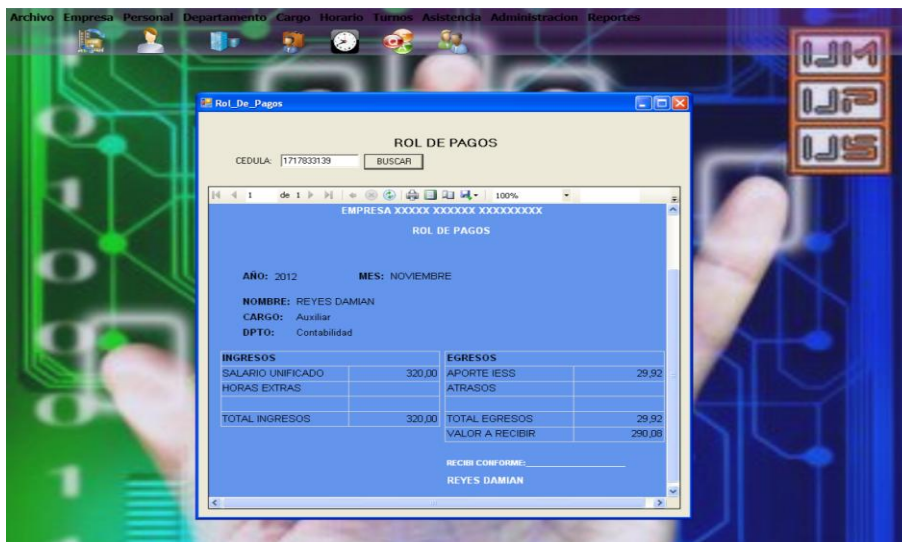 Archivo Empresa Personal Departamento Cargo Horario Turnos Asistencia Administracion Reportes
Rol_De_Pagos
ROL DE PAGOS
CEDULA: 1717833139 BUSCAR
1 de 1 100%
EMPRESA XXXXX XXXXXX XXXXXXXXX
ROL DE PAGOS
AÑO: 2012 MES: NOVIEMBRE
NOMBRE: REYES DAMIAN
CARGO: Auxiliar
DPTO: Contabilidad
INGRESOS EGRESOS
SALARIO UNIFICADO 320,00 APORTE IESS 29,92
HORAS EXTRAS ATRASOS
TOTAL INGRESOS 320,00 TOTAL EGRESOS 29,92
VALOR A RECIBIR 290,08
RECIBI CONFORME:
REYES DAMIAN